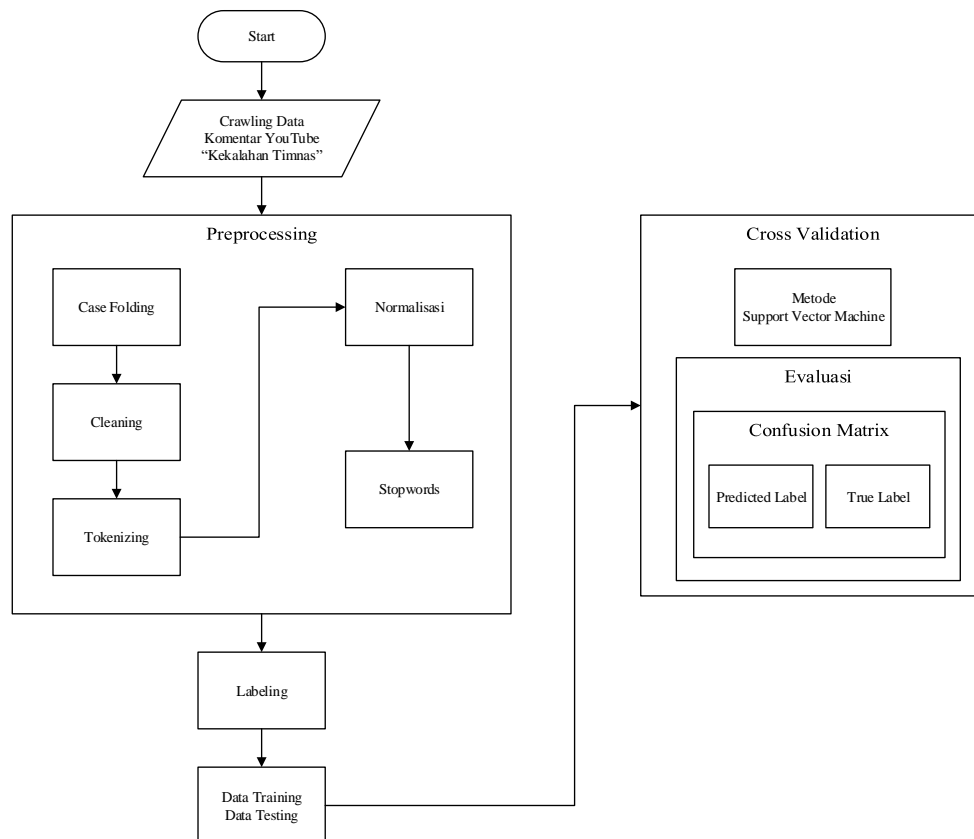 Start
Crawling Data
Komentar YouTube
“Kekalahan Timnas”
Preprocessing
Case Folding
Cleaning
Tokenizing
Normalisasi
Stopwords
Labeling
Data Training
Data Testing
Cross Validation
Metode
Support Vector Machine
Evaluasi
Confusion Matrix
Predicted Label
True Label